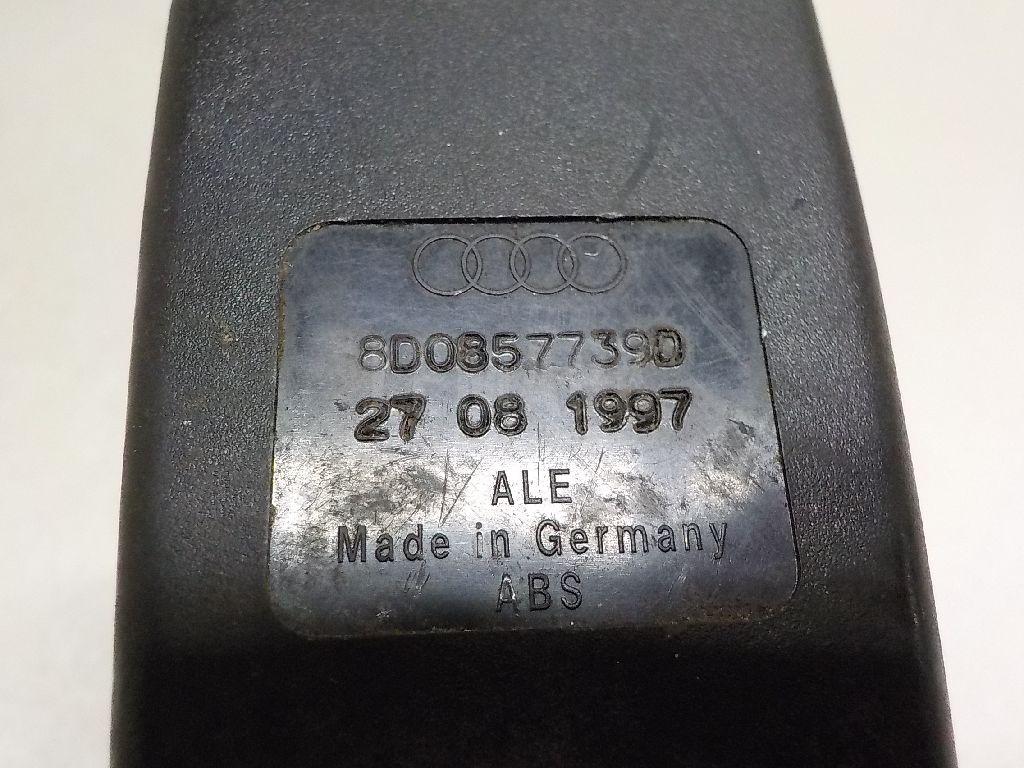 8D0857739D
27 08 1997
ALE
Made in Germany
ABS